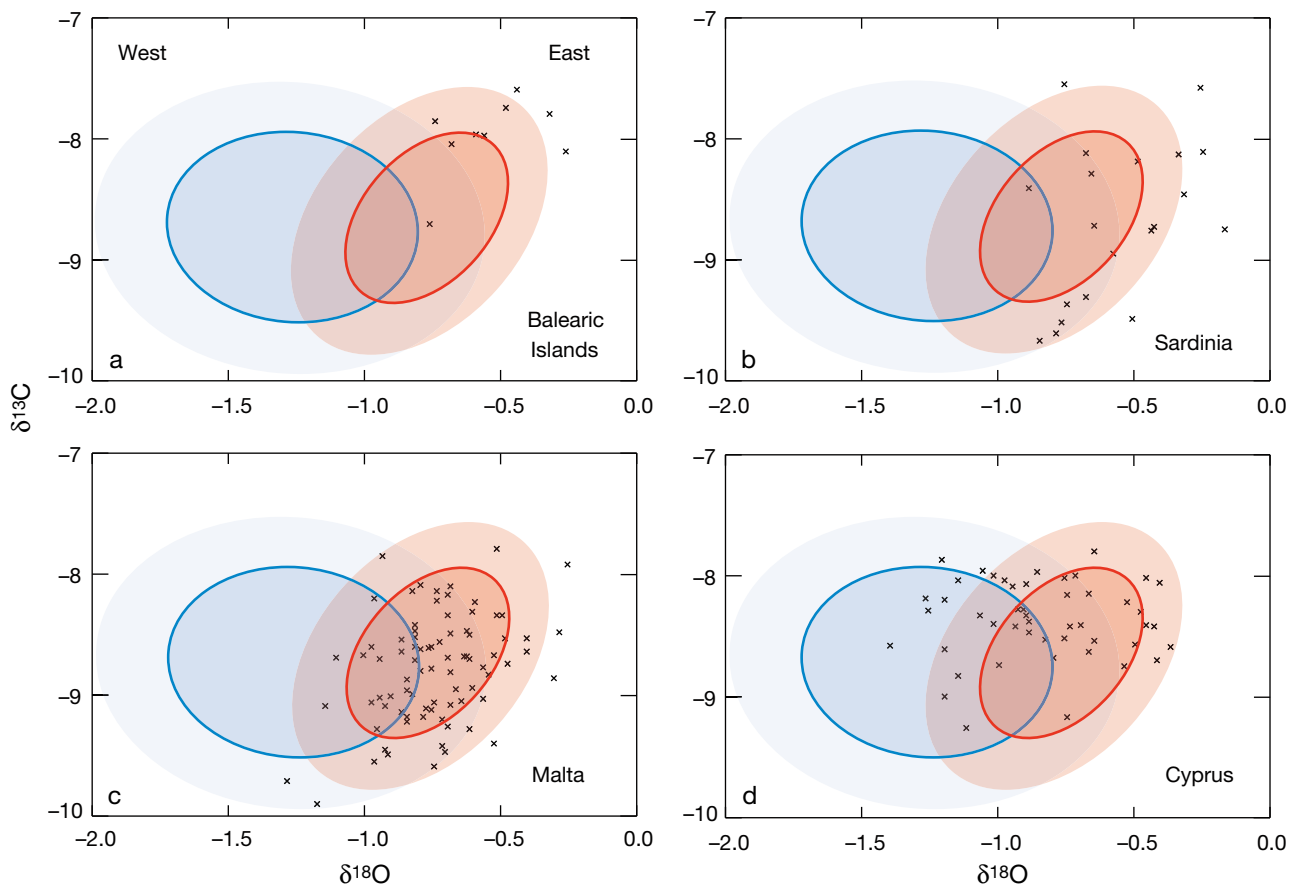 −7
West
East
−8
−9
Balearic
Islands
a
−10
−2.0 −1.5 −1.0 −0.5 0.0
−7
−8
−9
Sardinia
b
−10
−2.0 −1.5 −1.0 −0.5 0.0
δ13C
−7
−8
−9
Malta
c
−10
−2.0 −1.5 −1.0 −0.5 0.0
δ18O
−7
−8
−9
Cyprus
d
−10
−2.0 −1.5 −1.0 −0.5 0.0
δ18O